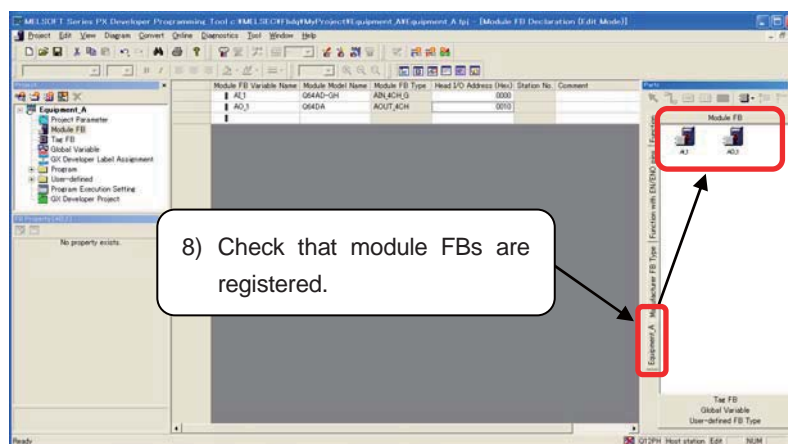 MELSOFT Series PX Developer Programming Tool c:¥MELSEC¥Fbdq¥MyProject¥Equipment_A¥Equipment_A.fpj - [Module FB Declaration (Edit Mode)]
Project Edit View Diagram Convert Online Diagnostics Tool Window Help
Project
Equipment_A
Project Parameter
Module FB
Tag FB
Global Variable
GX Developer Label Assignment
Program
User-defined
Program Execution Setting
GX Developer Project
No property exists.
Module FB Variable Name Module Model Name Module FB Type Head I/O Address (Hex) Station No. Comment
AI_1 Q64AD-GH AIN_4CH_G 0000
AO_1 Q64DA AOUT_4CH 0010
8) Check that module FBs are
registered.
Parts
Function
Function with EN/ENO pins
Manufacturer FB Type
Equipment_A
Module FB
AI_1 AO_1
Tag FB
Global Variable
User-defined FB Type
Ready
Q12PH Host station Edit NUM